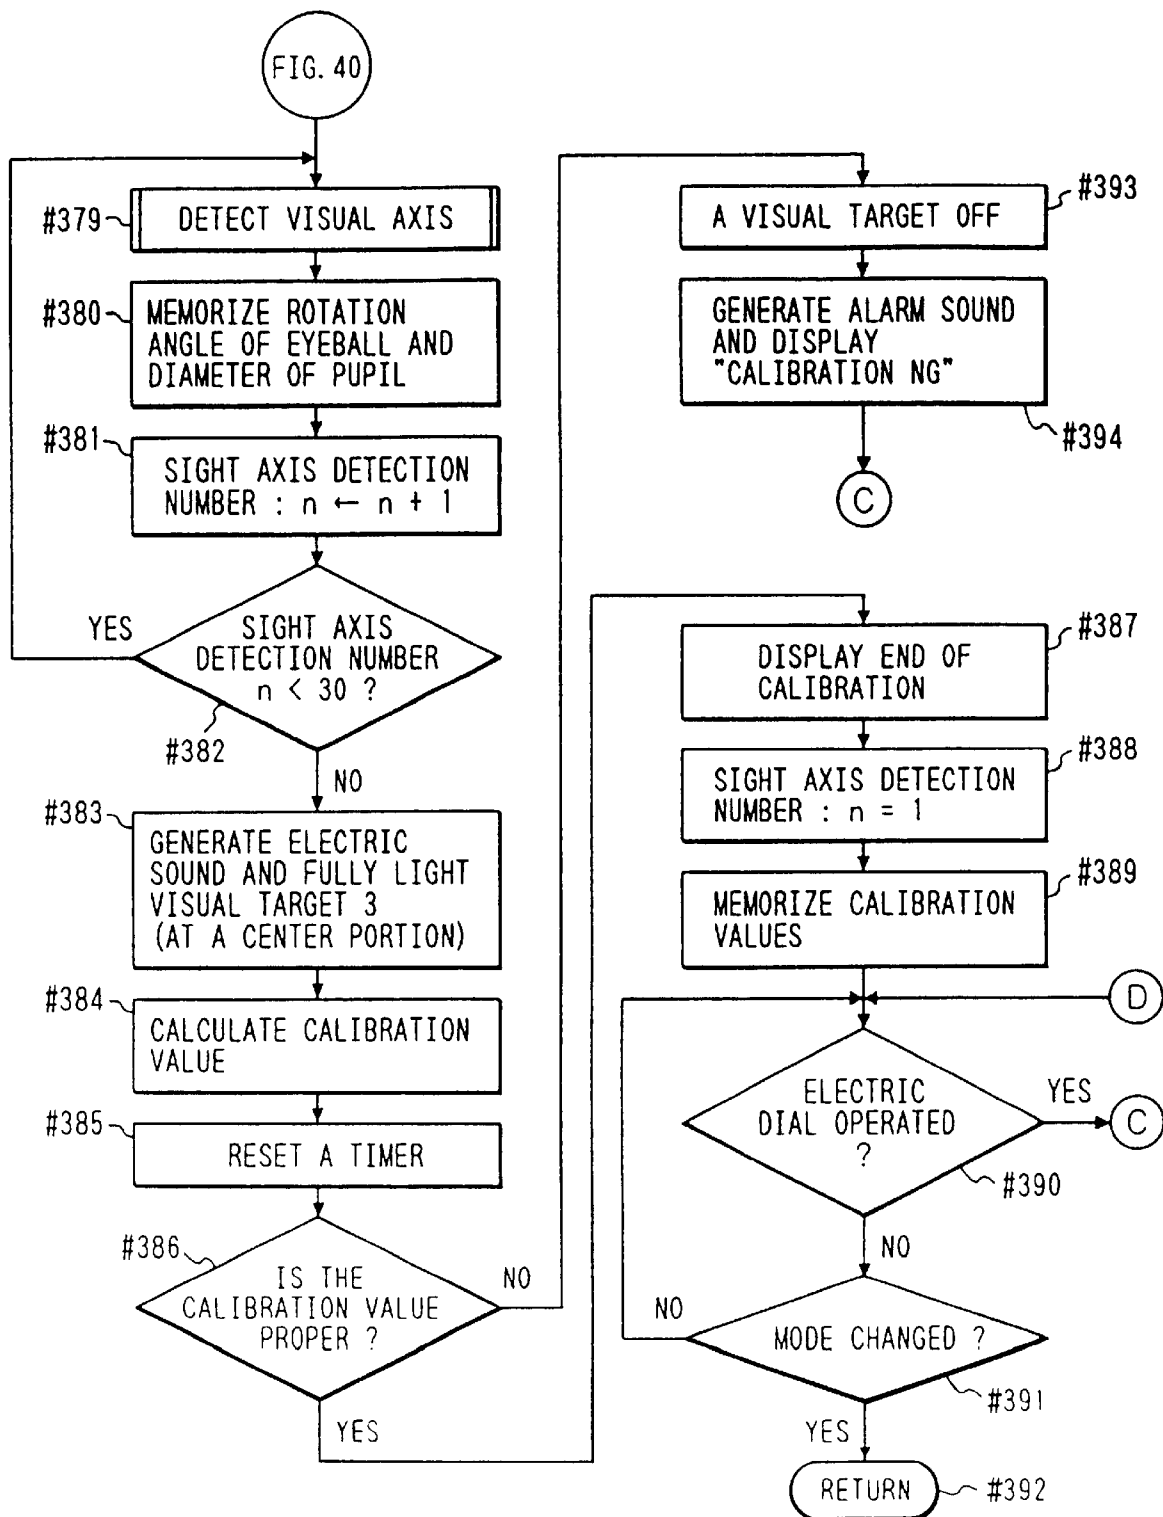 FIG. 40
#379
DETECT VISUAL AXIS
#380
MEMORIZE ROTATION
ANGLE OF EYEBALL AND
DIAMETER OF PUPIL
#381
SIGHT AXIS DETECTION
NUMBER : n ← n + 1
YES
SIGHT AXIS
DETECTION NUMBER
n < 30 ?
#382
NO
#383
GENERATE ELECTRIC
SOUND AND FULLY LIGHT
VISUAL TARGET 3
(AT A CENTER PORTION)
#384
CALCULATE CALIBRATION
VALUE
#385
RESET A TIMER
#386
IS THE
CALIBRATION VALUE
PROPER ?
NO
YES
#393
A VISUAL TARGET OFF
GENERATE ALARM SOUND
AND DISPLAY
"CALIBRATION NG"
#394
C
#387
DISPLAY END OF
CALIBRATION
#388
SIGHT AXIS DETECTION
NUMBER : n = 1
#389
MEMORIZE CALIBRATION
VALUES
D
ELECTRIC
DIAL OPERATED
?
YES
C
#390
NO
NO
MODE CHANGED ?
#391
YES
RETURN
#392